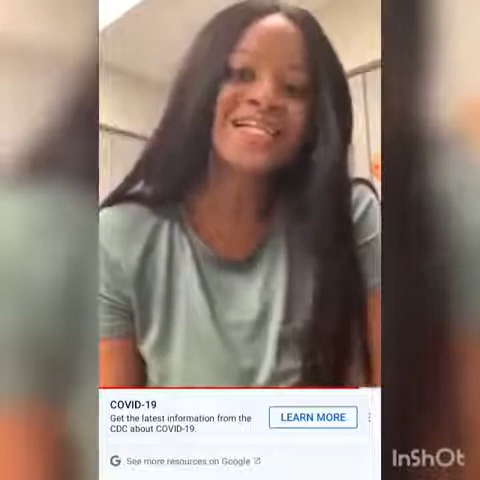 COVID-19
Get the latest information from the
CDC about COVID-19.
LEARN MORE
G See more resources on Google
InShOt